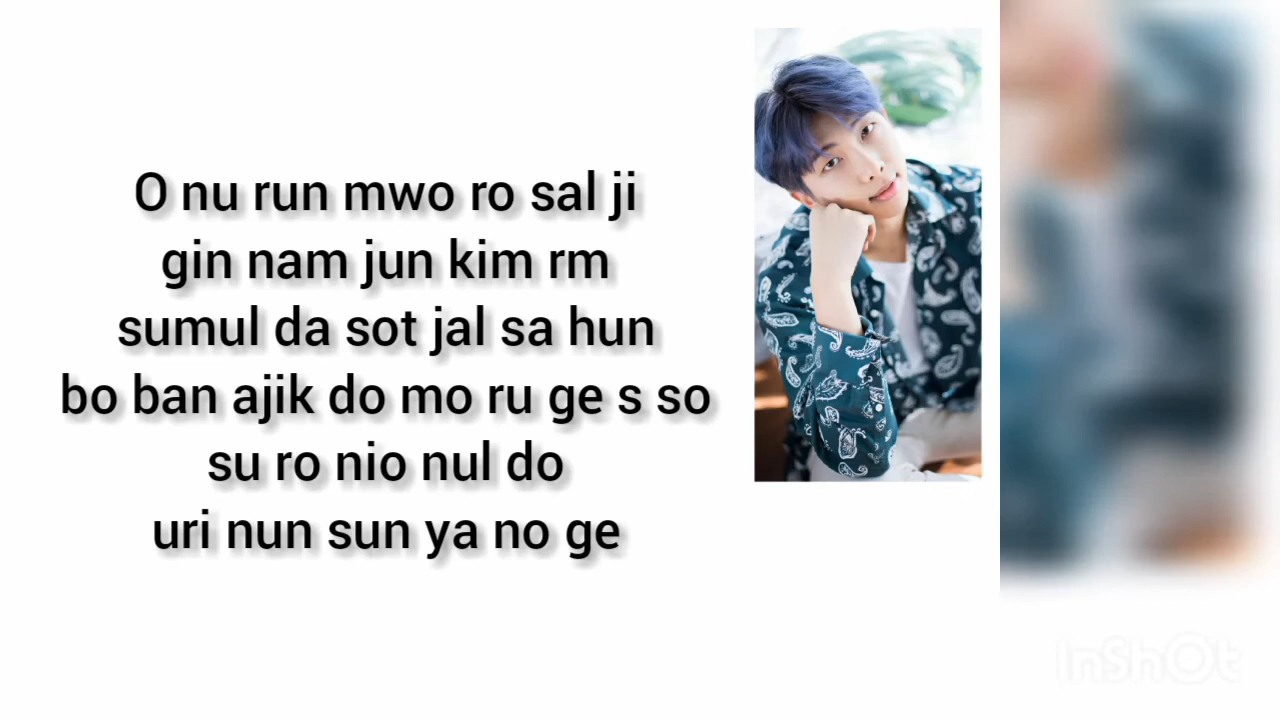 O nu run mwo ro sal ji
gin nam jun kim rm
sumul da sot jal sa hun
bo ban ajik do mo ru ge s so
su ro nio nul do
uri nun sun ya no ge
InShOt